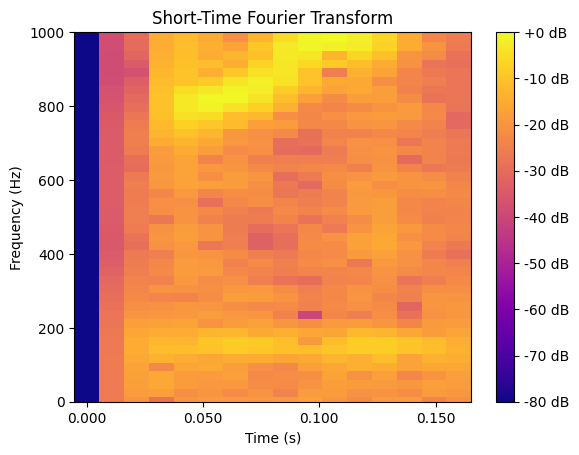 Short-Time Fourier Transform
1000
800
600
400
200
0
Frequency (Hz)
0.000
0.050
0.100
0.150
Time (s)
+0 dB
-10 dB
-20 dB
-30 dB
-40 dB
-50 dB
-60 dB
-70 dB
-80 dB